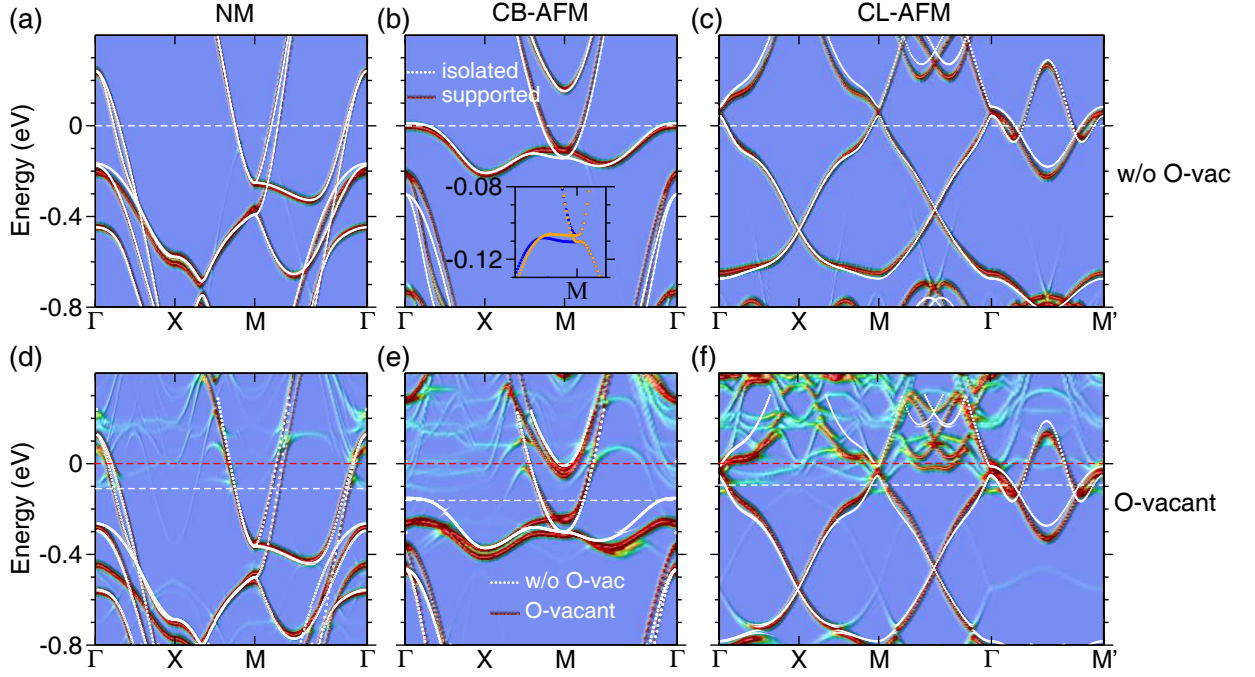 NM CB-AFM CL-AFM
(a) (b) (c)
isolated
supported
Energy (eV)
0
-0.4
-0.8
-0.08
-0.12
M
w/o O-vac
Γ X M Γ Γ X M Γ Γ X M Γ M'
(d) (e) (f)
Energy (eV)
0
-0.4
-0.8
w/o O-vac
O-vacant
O-vacant
Γ X M Γ Γ X M Γ Γ X M Γ M'